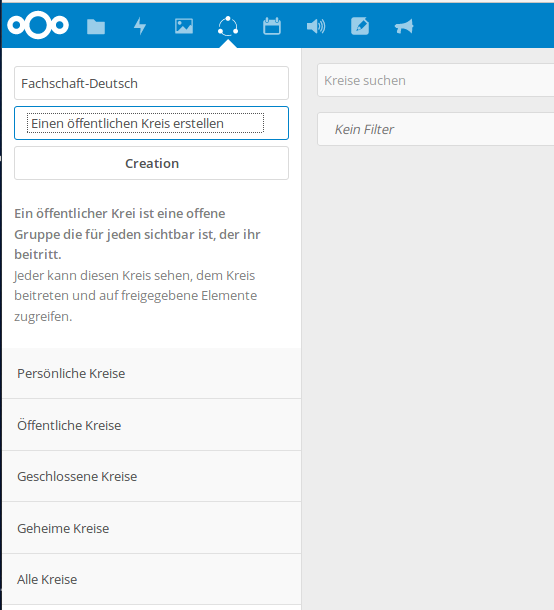 Fachschaft-Deutsch
Einen öffentlichen Kreis erstellen
Creation
Ein öffentlicher Krei ist eine offene
Gruppe die für jeden sichtbar ist, der ihr
beitritt.
Jeder kann diesen Kreis sehen, dem Kreis
beitreten und auf freigegebene Elemente
zugreifen.
Persönliche Kreise
Öffentliche Kreise
Geschlossene Kreise
Geheime Kreise
Alle Kreise
Kreise suchen
Kein Filter